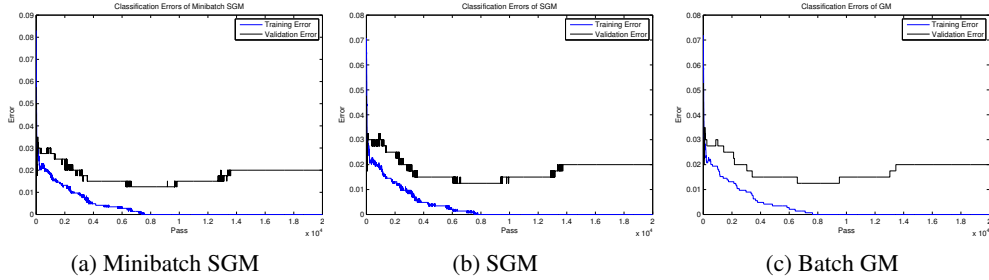 Classification Errors of Minibatch SGM
Training Error
Validation Error
Error
0.09
0.08
0.07
0.06
0.05
0.04
0.03
0.02
0.01
0
0 0.2 0.4 0.6 0.8 1 1.2 1.4 1.6 1.8 2
Pass
x 10^4
(a) Minibatch SGM
Classification Errors of SGM
Training Error
Validation Error
Error
0.08
0.07
0.06
0.05
0.04
0.03
0.02
0.01
0
0 0.2 0.4 0.6 0.8 1 1.2 1.4 1.6 1.8 2
Pass
x 10^4
(b) SGM
Classification Errors of GM
Training Error
Validation Error
Error
0.08
0.07
0.06
0.05
0.04
0.03
0.02
0.01
0
0 0.2 0.4 0.6 0.8 1 1.2 1.4 1.6 1.8 2
Pass
x 10^4
(c) Batch GM